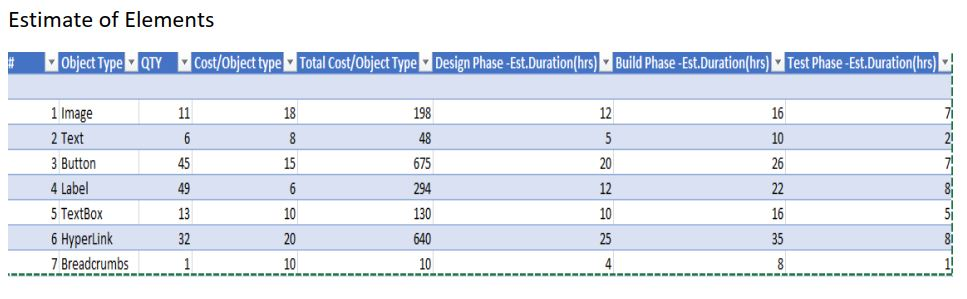 Estimate of Elements
# Object Type QTY Cost/Object type Total Cost/Object Type Design Phase -Est.Duration(hrs) Build Phase -Est.Duration(hrs) Test Phase -Est.Duration(hrs)
1 Image 11 18 198 12 16 7
2 Text 6 8 48 5 10 2
3 Button 45 15 675 20 26 7
4 Label 49 6 294 12 22 8
5 TextBox 13 10 130 10 16 5
6 HyperLink 32 20 640 25 35 8
7 Breadcrumbs 1 10 10 4 8 1